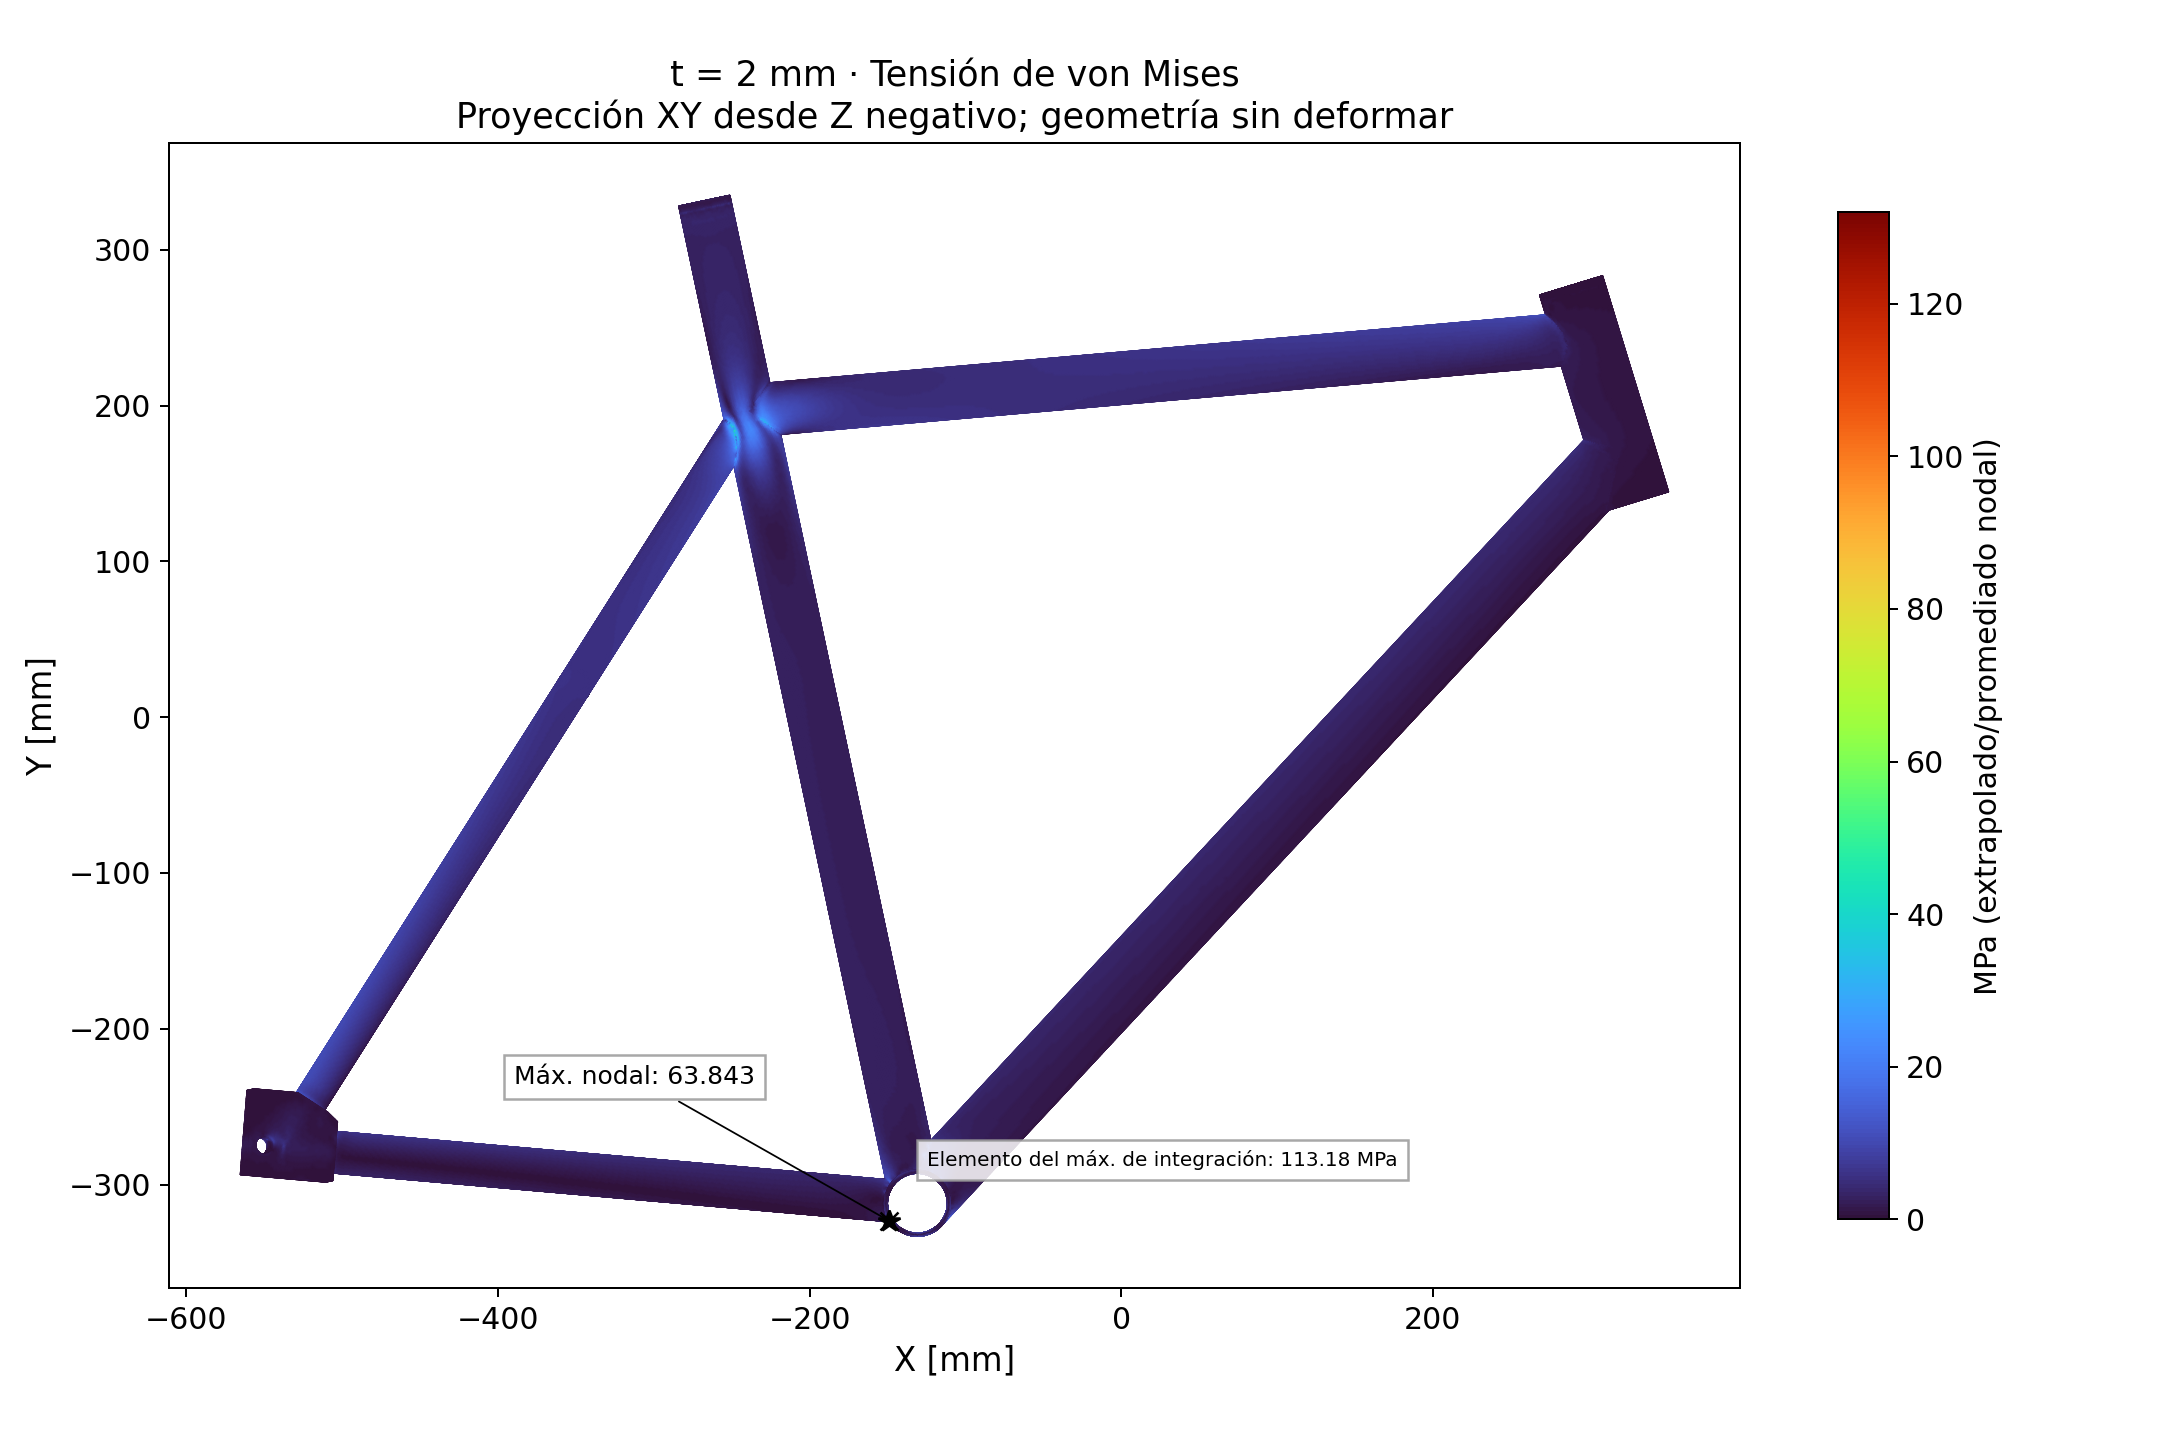 t = 2 mm · Tensión de von Mises
Proyección XY desde Z negativo; geometría sin deformar
300
200
100
0
−100
−200
−300
Y [mm]
Máx. nodal: 63.843
Elemento del máx. de integración: 113.18 MPa
−600
−400
−200
0
200
X [mm]
120
100
80
60
40
20
0
MPa (extrapolado/promediado nodal)